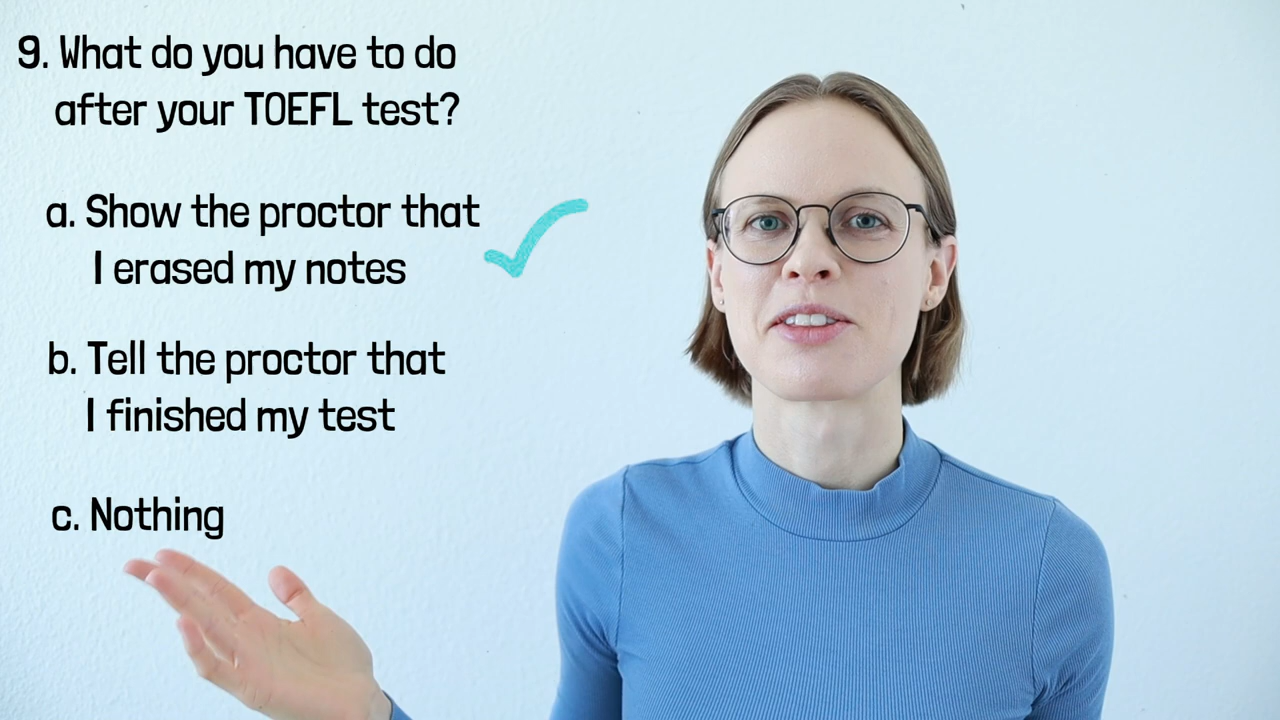 9. What do you have to do
after your TOEFL test?
a. Show the proctor that
I erased my notes
b. Tell the proctor that
I finished my test
c. Nothing